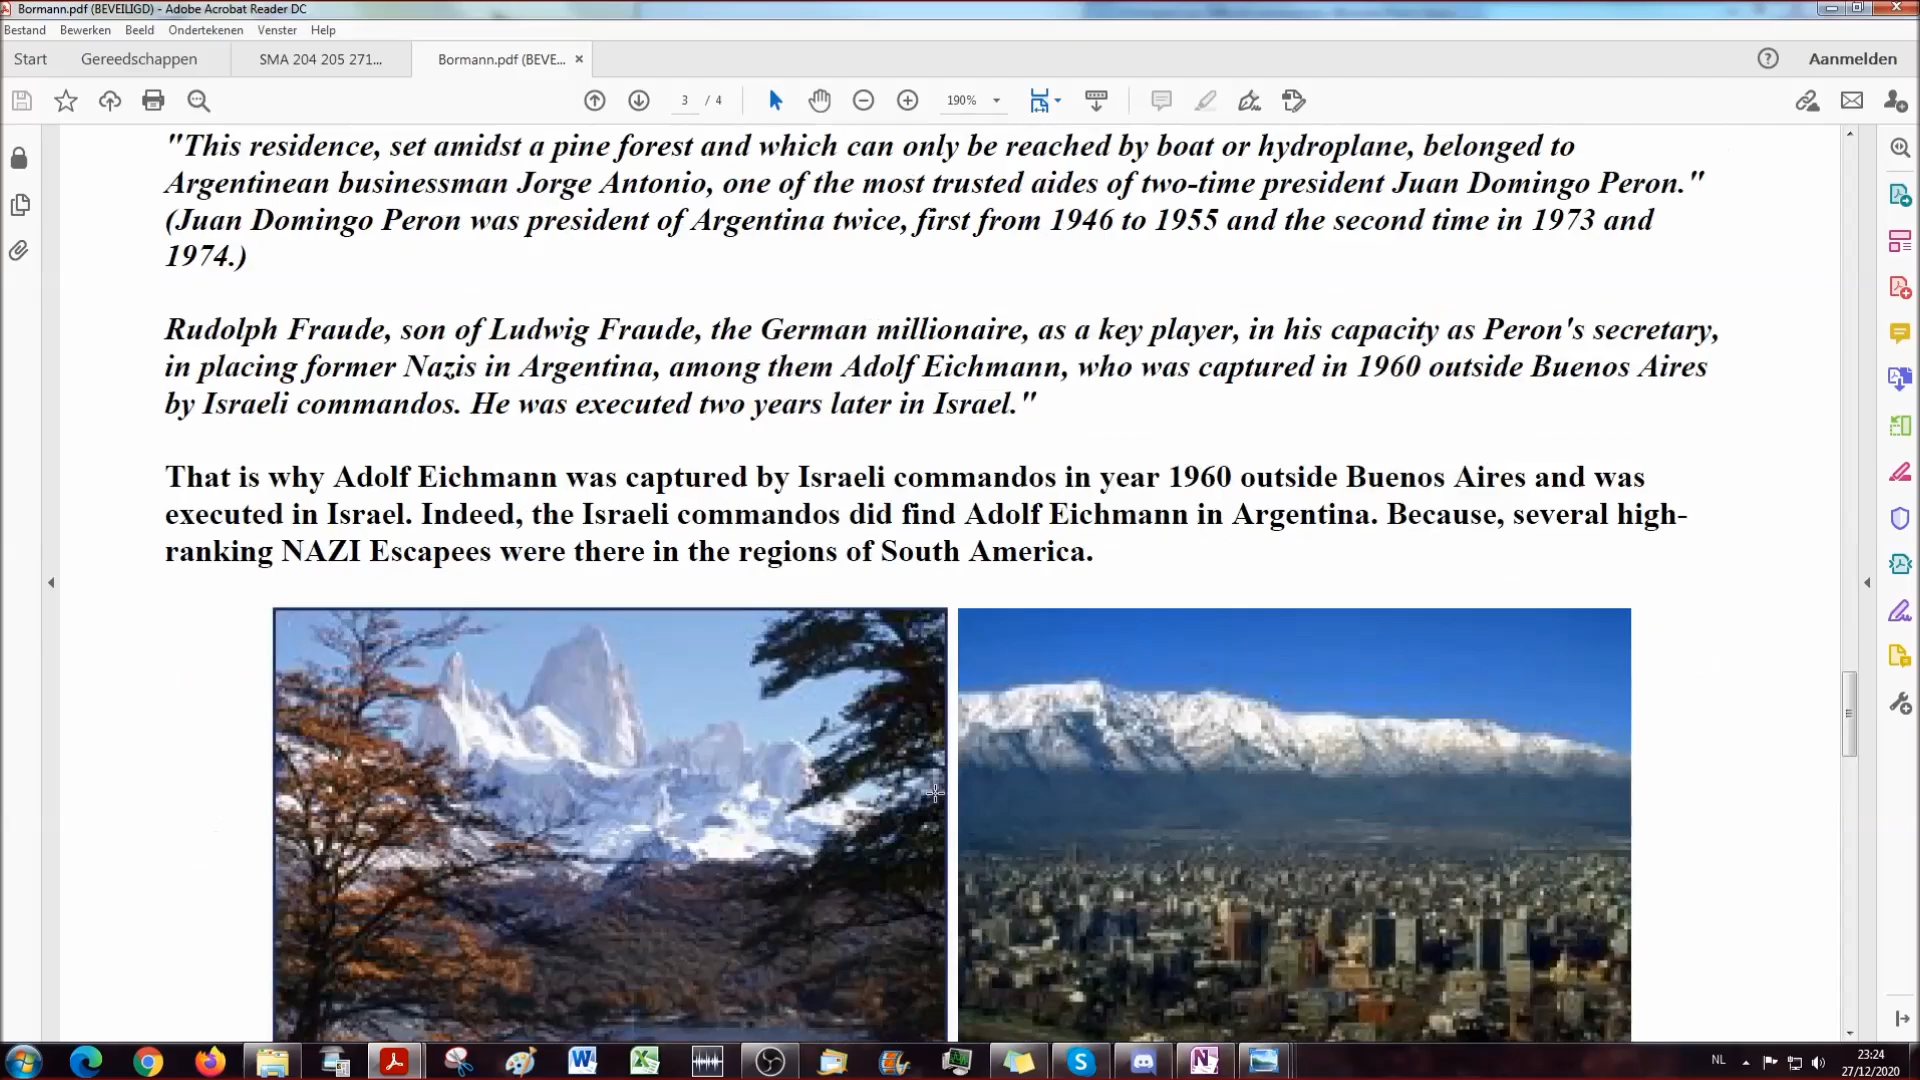 Bormann.pdf (BEVEILIGD) - Adobe Acrobat Reader DC
Bestand Bewerken Beeld Ondertekenen Venster Help
Start Gereedschappen SMA 204 205 271... Bormann.pdf (BEVE... × Aanmelden
3 / 4 190%
"This residence, set amidst a pine forest and which can only be reached by boat or hydroplane, belonged to
Argentinean businessman Jorge Antonio, one of the most trusted aides of two-time president Juan Domingo Peron."
(Juan Domingo Peron was president of Argentina twice, first from 1946 to 1955 and the second time in 1973 and
1974.)
Rudolph Fraude, son of Ludwig Fraude, the German millionaire, as a key player, in his capacity as Peron's secretary,
in placing former Nazis in Argentina, among them Adolf Eichmann, who was captured in 1960 outside Buenos Aires
by Israeli commandos. He was executed two years later in Israel."
That is why Adolf Eichmann was captured by Israeli commandos in year 1960 outside Buenos Aires and was
executed in Israel. Indeed, the Israeli commandos did find Adolf Eichmann in Argentina. Because, several high-
ranking NAZI Escapees were there in the regions of South America.
NL 23:24
27/12/2020